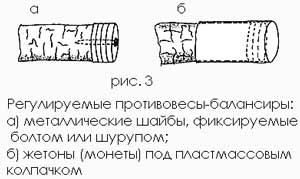 а б
рис. 3
Регулируемые противовесы-балансиры:
а) металлические шайбы, фиксируемые
болтом или шурупом;
б) жетоны (монеты) под пластмассовым
колпачком